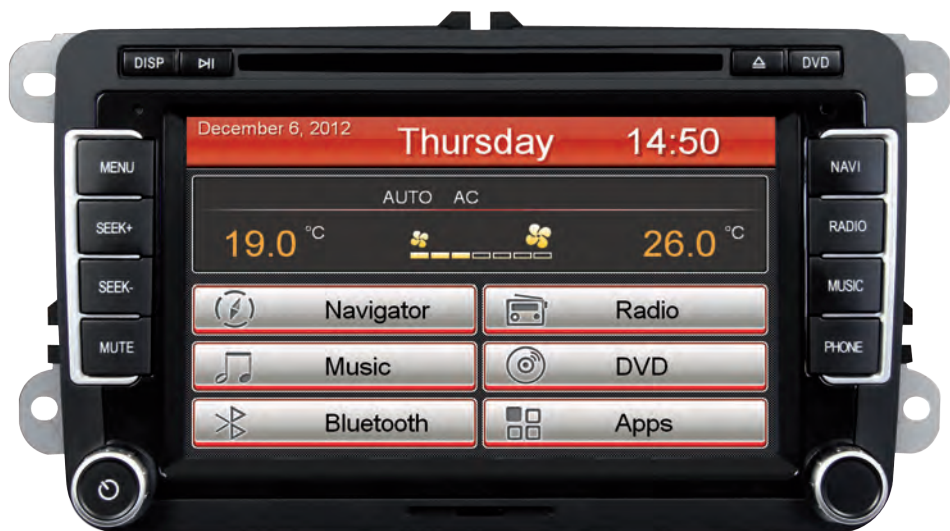 DISP
DVD
December 6, 2012 Thursday 14:50
MENU
NAVI
AUTO AC
SEEK+
RADIO
19.0 °C 26.0 °C
SEEK-
MUSIC
Navigator Radio
MUTE
PHONE
Music DVD
Bluetooth Apps